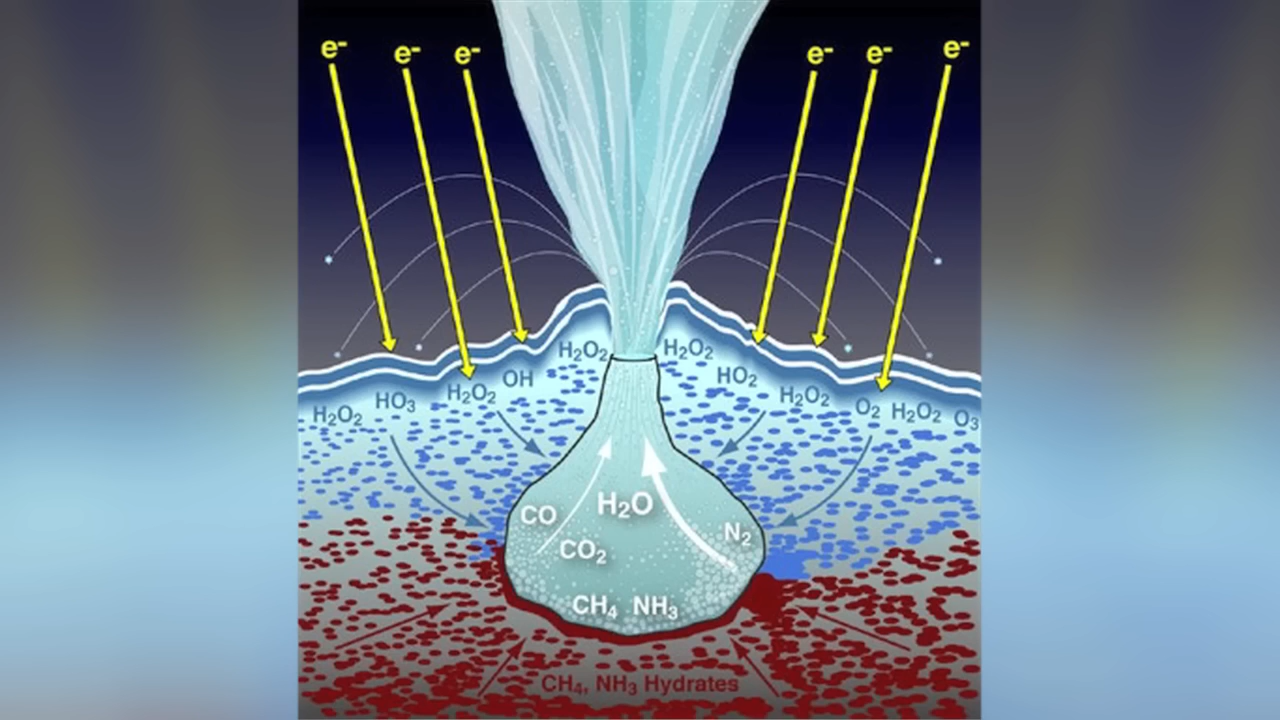 e- e- e- e- e- e-
H₂O₂ H₂O₂
OH HO₂
H₂O₂ H₂O₂
HO₃ O₂ H₂O₂
H₂O₂ O₃
H₂O
CO N₂
CO₂
CH₄ NH₃
CH₄, NH₃ Hydrates